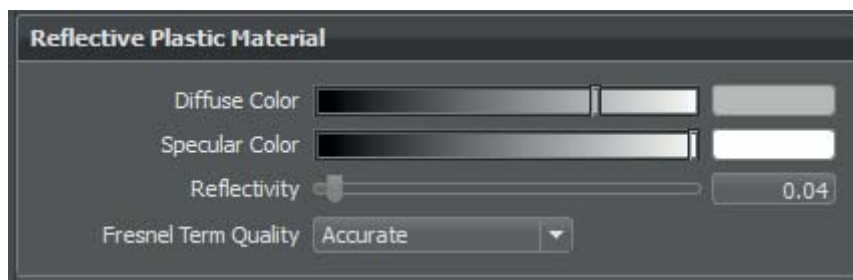 Reflective Plastic Material
Diffuse Color
Specular Color
Reflectivity 0.04
Fresnel Term Quality Accurate